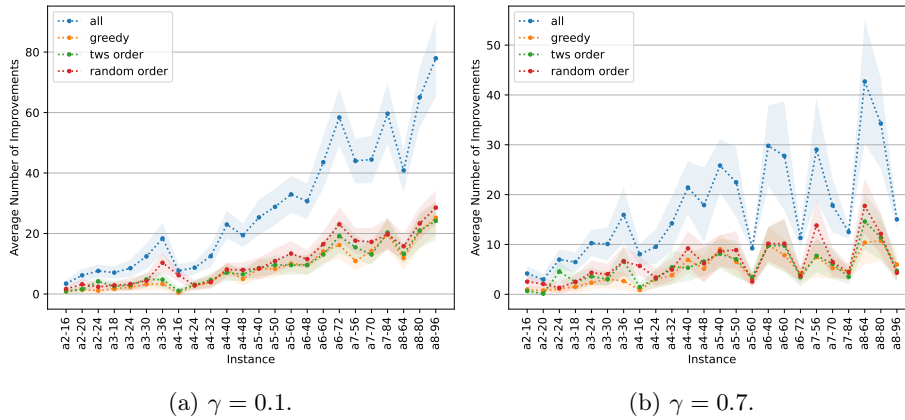 all
greedy
tws order
random order
Average Number of Improvements
80
60
40
20
0
a2-16
a2-20
a2-24
a3-18
a3-24
a3-30
a3-36
a4-16
a4-24
a4-32
a4-40
a4-48
a5-40
a5-50
a5-60
a6-48
a6-60
a6-72
a7-56
a7-70
a7-84
a8-64
a8-80
a8-96
Instance
(a) γ = 0.1.
all
greedy
tws order
random order
Average Number of Improvements
50
40
30
20
10
0
a2-16
a2-20
a2-24
a3-18
a3-24
a3-30
a3-36
a4-16
a4-24
a4-32
a4-40
a4-48
a5-40
a5-50
a5-60
a6-48
a6-60
a6-72
a7-56
a7-70
a7-84
a8-64
a8-80
a8-96
Instance
(b) γ = 0.7.